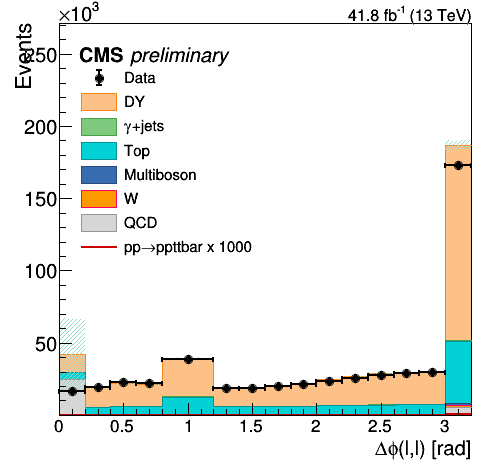 ×10³
41.8 fb⁻¹ (13 TeV)
Events
CMS preliminary
Data
DY
γ+jets
Top
Multiboson
W
QCD
pp→ppttbar x 1000
250
200
150
100
50
0 0.5 1 1.5 2 2.5 3
Δϕ(l,l) [rad]